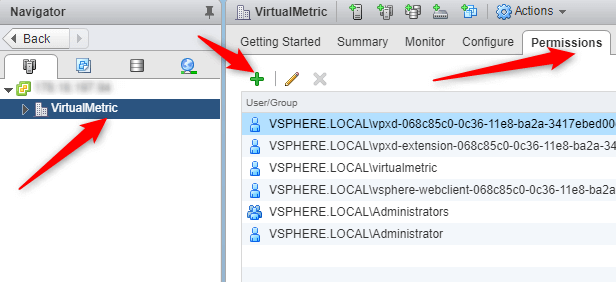 Navigator
Back
VirtualMetric
VirtualMetric Actions
Getting Started Summary Monitor Configure Permissions
User/Group
VSPHERE.LOCAL\vpxd-068c85c0-0c36-11e8-ba2a-3417ebed00
VSPHERE.LOCAL\vpxd-extension-068c85c0-0c36-11e8-ba2a-
VSPHERE.LOCAL\virtualmetric
VSPHERE.LOCAL\vsphere-webclient-068c85c0-0c36-11e8-ba2a
VSPHERE.LOCAL\Administrators
VSPHERE.LOCAL\Administrator